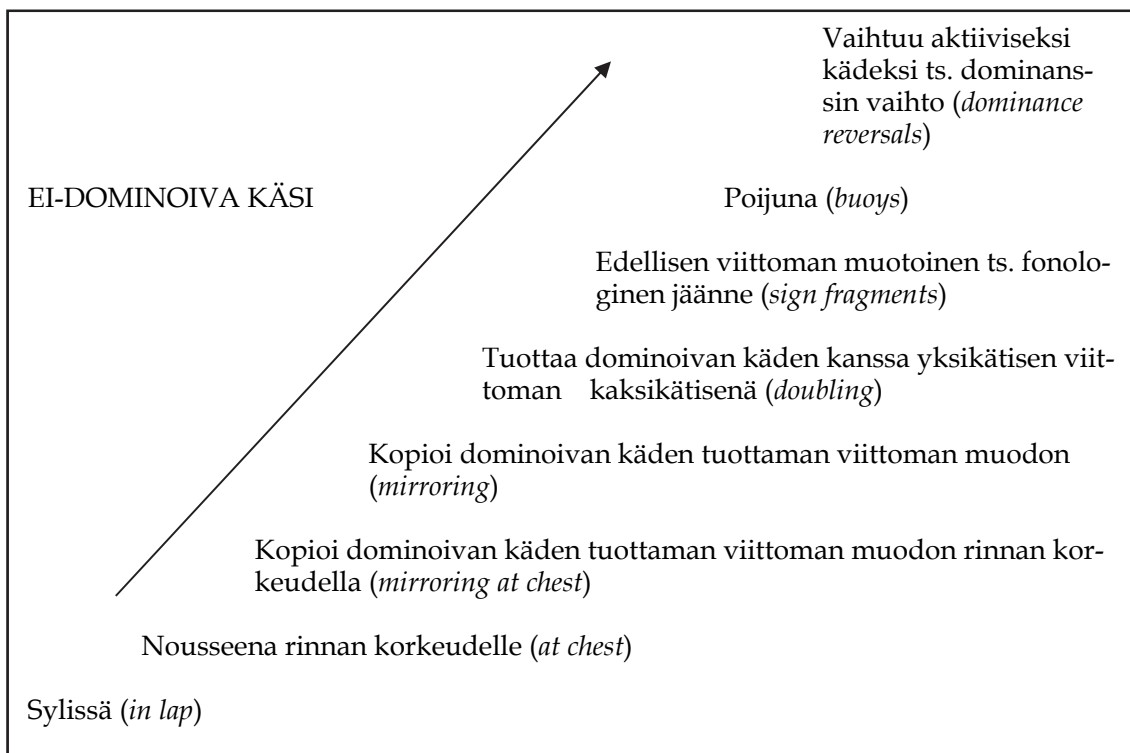 Vaihtuu aktiiviseksi
kädeksi ts. dominans-
sin vaihto (dominance
reversals)
EI-DOMINOIVA KÄSI
Poijuna (buoys)
Edellisen viittoman muotoinen ts. fonolo-
ginen jäänne (sign fragments)
Tuottaa dominoivan käden kanssa yksikätisen viit-
toman kaksikätisenä (doubling)
Kopioi dominoivan käden tuottaman viittoman muodon
(mirroring)
Kopioi dominoivan käden tuottaman viittoman muodon rinnan kor-
keudella (mirroring at chest)
Nousseena rinnan korkeudelle (at chest)
Sylissä (in lap)